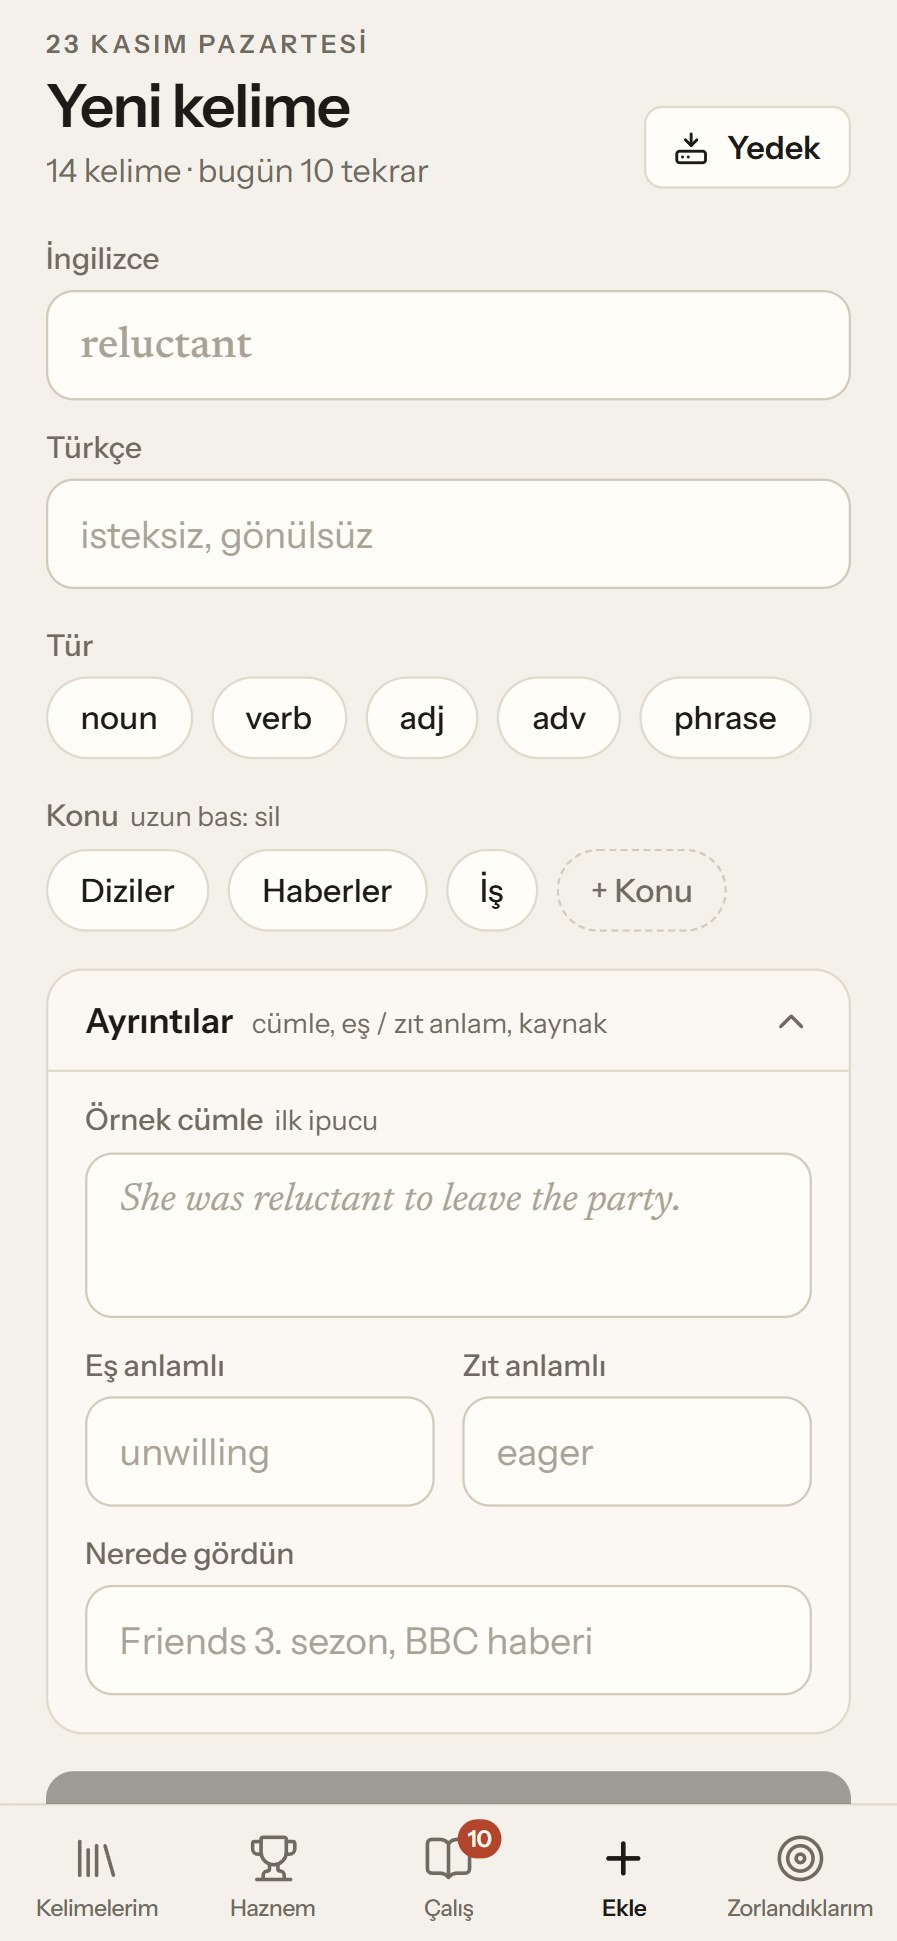 23 KASIM PAZARTESİ
Yeni kelime
14 kelime · bugün 10 tekrar
Yedek
İngilizce
reluctant
Türkçe
isteksiz, gönülsüz
Tür
noun verb adj adv phrase
Konu uzun bas: sil
Diziler Haberler İş + Konu
Ayrıntılar cümle, eş / zıt anlam, kaynak
Örnek cümle ilk ipucu
She was reluctant to leave the party.
Eş anlamlı Zıt anlamlı
unwilling eager
Nerede gördün
Friends 3. sezon, BBC haberi
10
Kelimelerim Haznem Çalış Ekle Zorlandıklarım